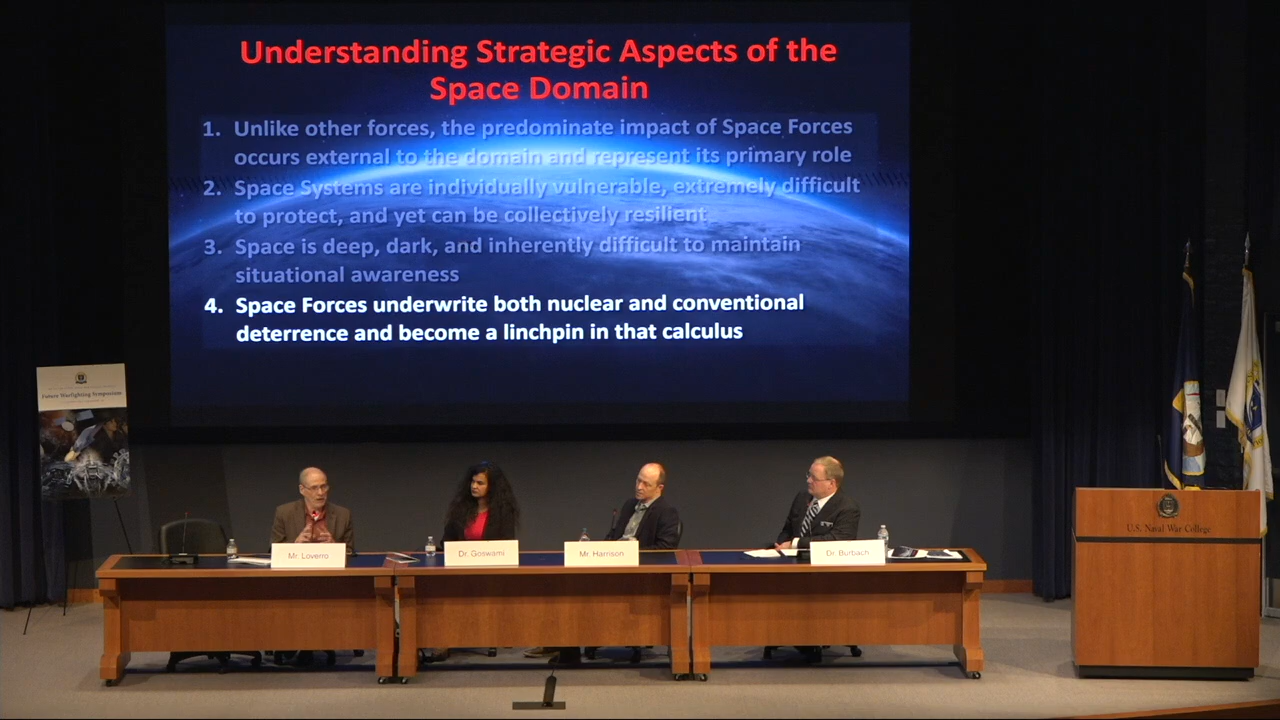 Understanding Strategic Aspects of the
Space Domain
1. Unlike other forces, the predominate impact of Space Forces
occurs external to the domain and represent its primary role
2. Space Systems are individually vulnerable, extremely difficult
to protect, and yet can be collectively resilient
3. Space is deep, dark, and inherently difficult to maintain
situational awareness
4. Space Forces underwrite both nuclear and conventional
deterrence and become a linchpin in that calculus
Future Warfighting Symposium
Mr. Loverro
Dr. Goswami
Mr. Harrison
Dr. Burbach
U.S. Naval War College